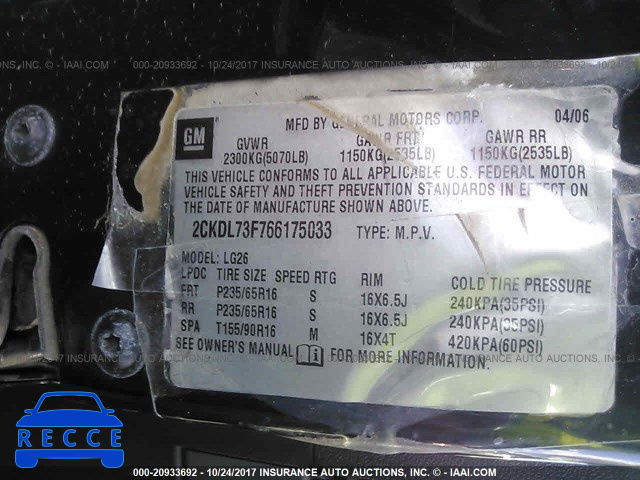 000-20933692 - 10/24/2017 INSURANCE AUTO AUCTIONS, INC. - IAAI.COM
GM
MFD BY GENERAL MOTORS CORP. 04/06
GVWR GAWR FRT GAWR RR
2300KG(5070LB) 1150KG(2535LB) 1150KG(2535LB)
THIS VEHICLE CONFORMS TO ALL APPLICABLE U.S. FEDERAL MOTOR
VEHICLE SAFETY AND THEFT PREVENTION STANDARDS IN EFFECT ON
THE DATE OF MANUFACTURE SHOWN ABOVE.
2CKDL73F766175033 TYPE: M.P.V.
MODEL: LG26
LPDC TIRE SIZE SPEED RTG RIM COLD TIRE PRESSURE
FRT P235/65R16 S 16X6.5J 240KPA(35PSI)
RR P235/65R16 S 16X6.5J 240KPA(35PSI)
SPA T155/90R16 M 16X4T 420KPA(60PSI)
SEE OWNER'S MANUAL FOR MORE INFORMATION.
RECCE
000-20933692 - 10/24/2017 INSURANCE AUTO AUCTIONS, INC. - IAAI.COM